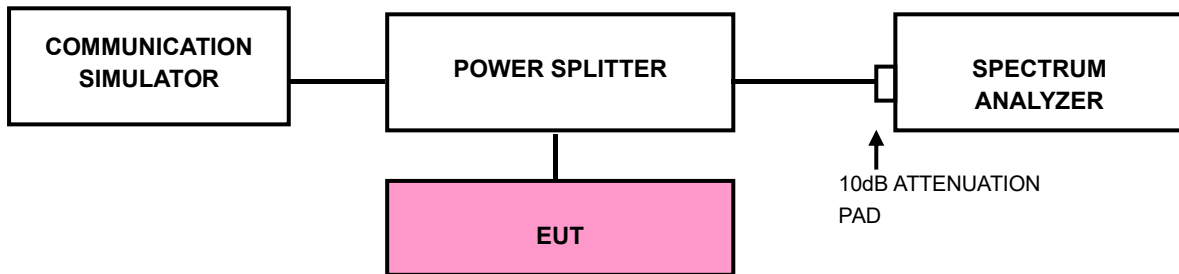 COMMUNICATION
SIMULATOR
POWER SPLITTER
SPECTRUM
ANALYZER
10dB ATTENUATION
PAD
EUT